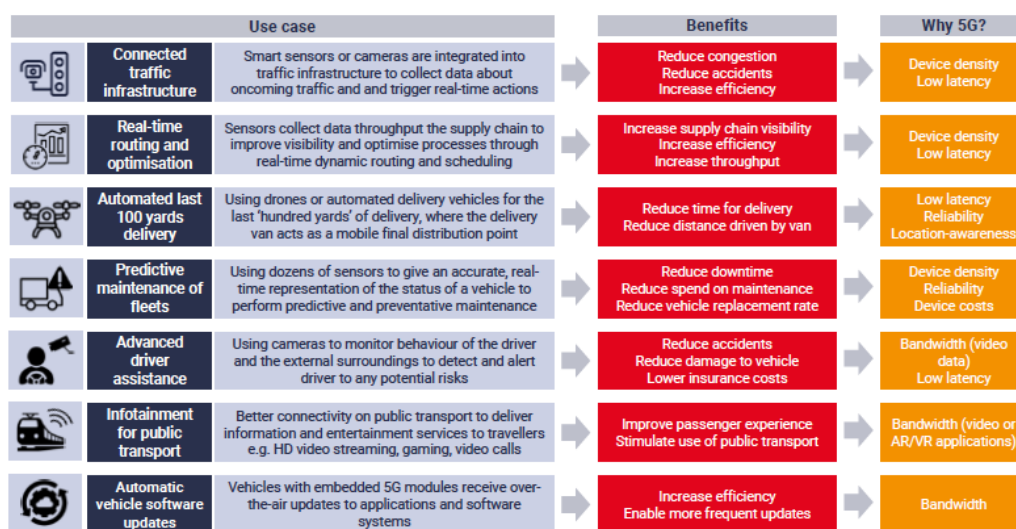 Use case
Benefits
Why 5G?
Connected
traffic
infrastructure
Smart sensors or cameras are integrated into
traffic infrastructure to collect data about
oncoming traffic and and trigger real-time actions
Reduce congestion
Reduce accidents
Increase efficiency
Device density
Low latency
Real-time
routing and
optimisation
Sensors collect data throughput the supply chain to
improve visibility and optimise processes through
real-time dynamic routing and scheduling
Increase supply chain visibility
Increase efficiency
Increase throughput
Device density
Low latency
Automated last
100 yards
delivery
Using drones or automated delivery vehicles for the
last ‘hundred yards’ of delivery, where the delivery
van acts as a mobile final distribution point
Reduce time for delivery
Reduce distance driven by van
Low latency
Reliability
Location-awareness
Predictive
maintenance of
fleets
Using dozens of sensors to give an accurate, real-
time representation of the status of a vehicle to
perform predictive and preventative maintenance
Reduce downtime
Reduce spend on maintenance
Reduce vehicle replacement rate
Device density
Reliability
Device costs
Advanced
driver
assistance
Using cameras to monitor behaviour of the driver
and the external surroundings to detect and alert
driver to any potential risks
Reduce accidents
Reduce damage to vehicle
Lower insurance costs
Bandwidth (video
data)
Low latency
Infotainment
for public
transport
Better connectivity on public transport to deliver
information and entertainment services to travellers
e.g. HD video streaming, gaming, video calls
Improve passenger experience
Stimulate use of public transport
Bandwidth (video or
AR/VR applications)
Automatic
vehicle software
updates
Vehicles with embedded 5G modules receive over-
the-air updates to applications and software
systems
Increase efficiency
Enable more frequent updates
Bandwidth